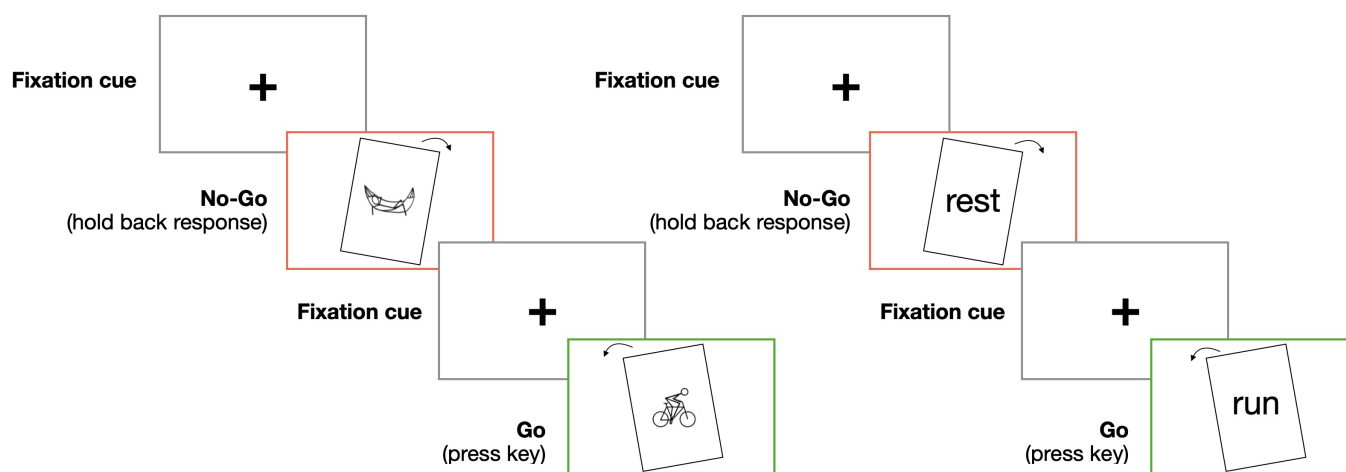 Fixation cue
No-Go
(hold back response)
Fixation cue
Go
(press key)
Fixation cue
No-Go
(hold back response)
rest
Fixation cue
Go
(press key)
run